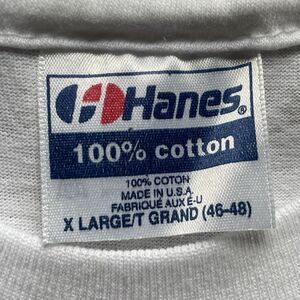 Hanes®
100% cotton
100% COTON
MADE IN U.S.A.
FABRIQUÉ AUX É-U
X LARGE/T GRAND (46-48)